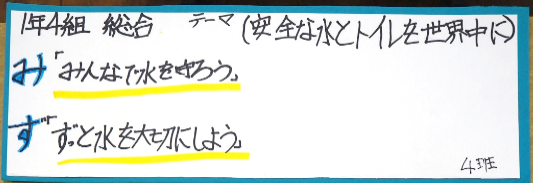 1年4組 総合 テーマ (安全な水とトイレを世界中に)
み「みんなで水を守ろう」
ず「ずっと水を大切にしよう」
4班